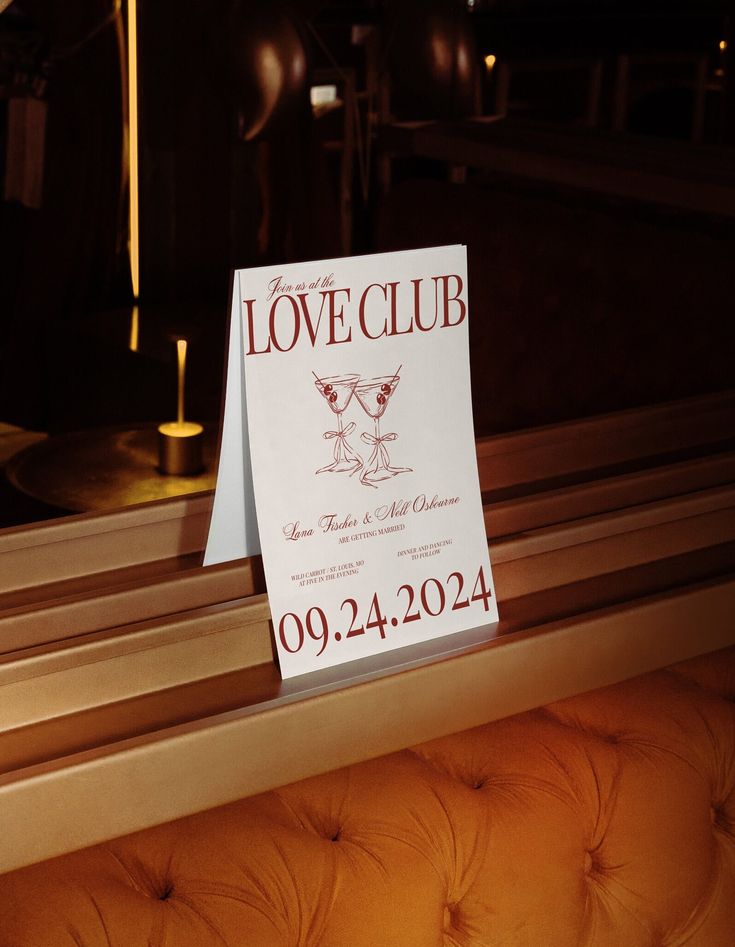 Join us at the
LOVE CLUB
Lana Fischer & Nell Osbourne
ARE GETTING MARRIED
WILD CARROT / ST. LOUIS, MO
AT FIVE IN THE EVENING
DINNER AND DANCING
TO FOLLOW
09.24.2024